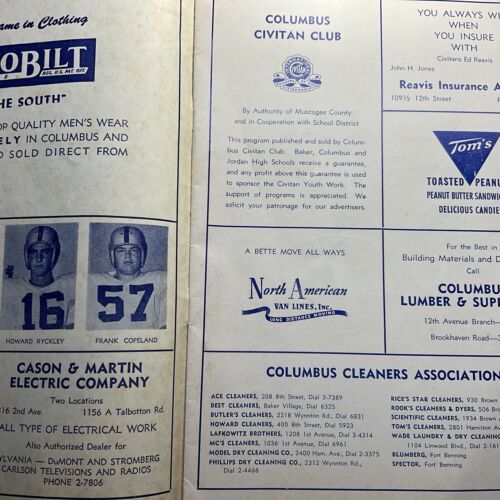 ame in Clothing
OBILT
REG. U.S. PAT. OFF.
HE SOUTH"
OP QUALITY MEN'S WEAR
ELY IN COLUMBUS AND
D SOLD DIRECT FROM
16
57
HOWARD RYCKLEY
FRANK COPELAND
CASON & MARTIN
ELECTRIC COMPANY
Two Locations
316 2nd Ave. 1156 A Talbotton Rd.
ALL TYPE OF ELECTRICAL WORK
Also Authorized Dealer for
YLVANIA — DuMONT AND STROMBERG
CARLSON TELEVISIONS AND RADIOS
PHONE 2-7806
COLUMBUS
CIVITAN CLUB
By Authority of Muscogee County
and in Cooperation with School District
This program published and sold by Colum-
bus Civitan Club. Baker, Columbus and
Jordan High Schools receive a guarantee,
and any profit above this guarantee is used
to sponsor the Civitan Youth Work. The
support of programs is appreciated. We
solicit your patronage for our advertisers.
YOU ALWAYS WI
WHEN
YOU INSURE
WITH
Civitans Ed Reavis
John H. Jones
Reavis Insurance A
109½ 12th Street
Tom's
TOASTED PEANU
PEANUT BUTTER SANDWIC
DELICIOUS CANDIE
A BETTE MOVE ALL WAYS
North American
VAN LINES, Inc.
LONG DISTANCE MOVING
For the Best in
Building Materials and D
Call
COLUMBU
LUMBER & SUPP
12th Avenue Branch—
Brookhaven Road—3
COLUMBUS CLEANERS ASSOCIATION
ACE CLEANERS, 208 8th Street, Dial 3-7389
BEST CLEANERS, Baker Village, Dial 6325
BUTLER'S CLEANERS, 2218 Wynnton Rd., Dial 6831
HOWARD CLEANERS, 400 8th Street, Dial 5923
LAFKOWITZ BROTHERS, 1208 1st Avenue, Dial 3-4314
MC'S CLEANERS, 1036 1st Avenue, Dial 6961
MODEL DRY CLEANING CO., 2400 Ham. Ave., Dial 2-3375
PHILLIPS DRY CLEANING CO., 2312 Wynnton Rd.,
Dial 2-4466
RICE'S STAR CLEANERS, 930 Brown
ROOK'S CLEANERS & DYERS, 506 Bro
SCIENTIFIC CLEANERS, 1934 Brown
TOM'S CLEANERS, 2801 Hamilton A
WADE LAUNDRY & DRY CLEANING
1104 Linwood Blvd., Dial 2-161
BLUMBERG, Fort Benning
SPECTOR, Fort Benning